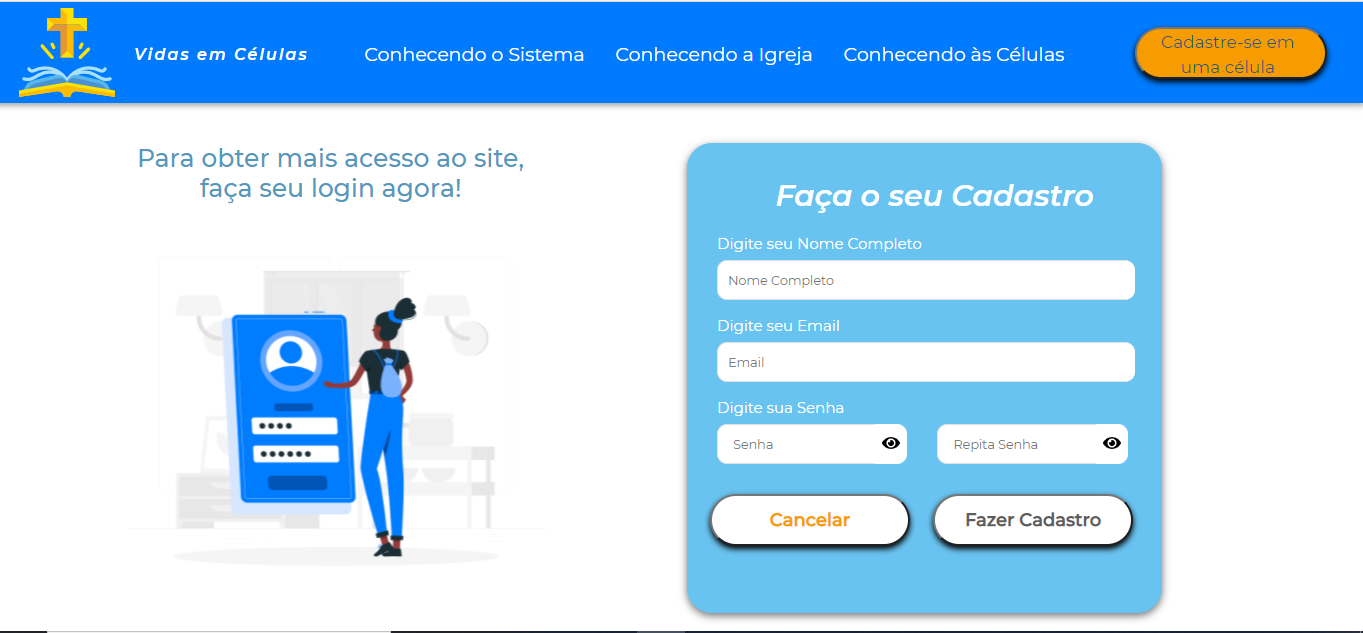 Vidas em Células
Conhecendo o Sistema
Conhecendo a Igreja
Conhecendo às Células
Cadastre-se em
uma célula
Para obter mais acesso ao site,
faça seu login agora!
Faça o seu Cadastro
Digite seu Nome Completo
Nome Completo
Digite seu Email
Email
Digite sua Senha
Senha
Repita Senha
Cancelar
Fazer Cadastro